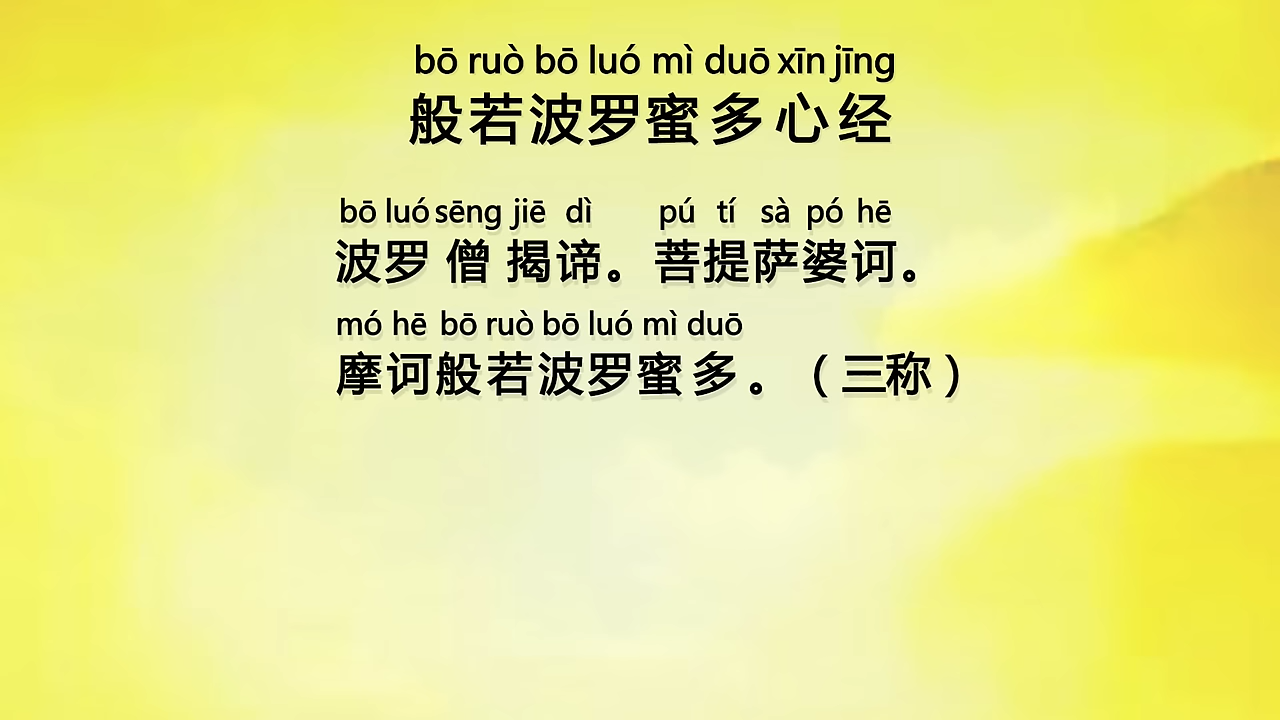 bō ruò bō luó mì duō xīn jīng
般若波罗蜜多心经
bō luó sēng jiē dì pú tí sà pó hē
波罗僧揭谛。菩提萨婆诃。
mó hē bō ruò bō luó mì duō
摩诃般若波罗蜜多。（三称）